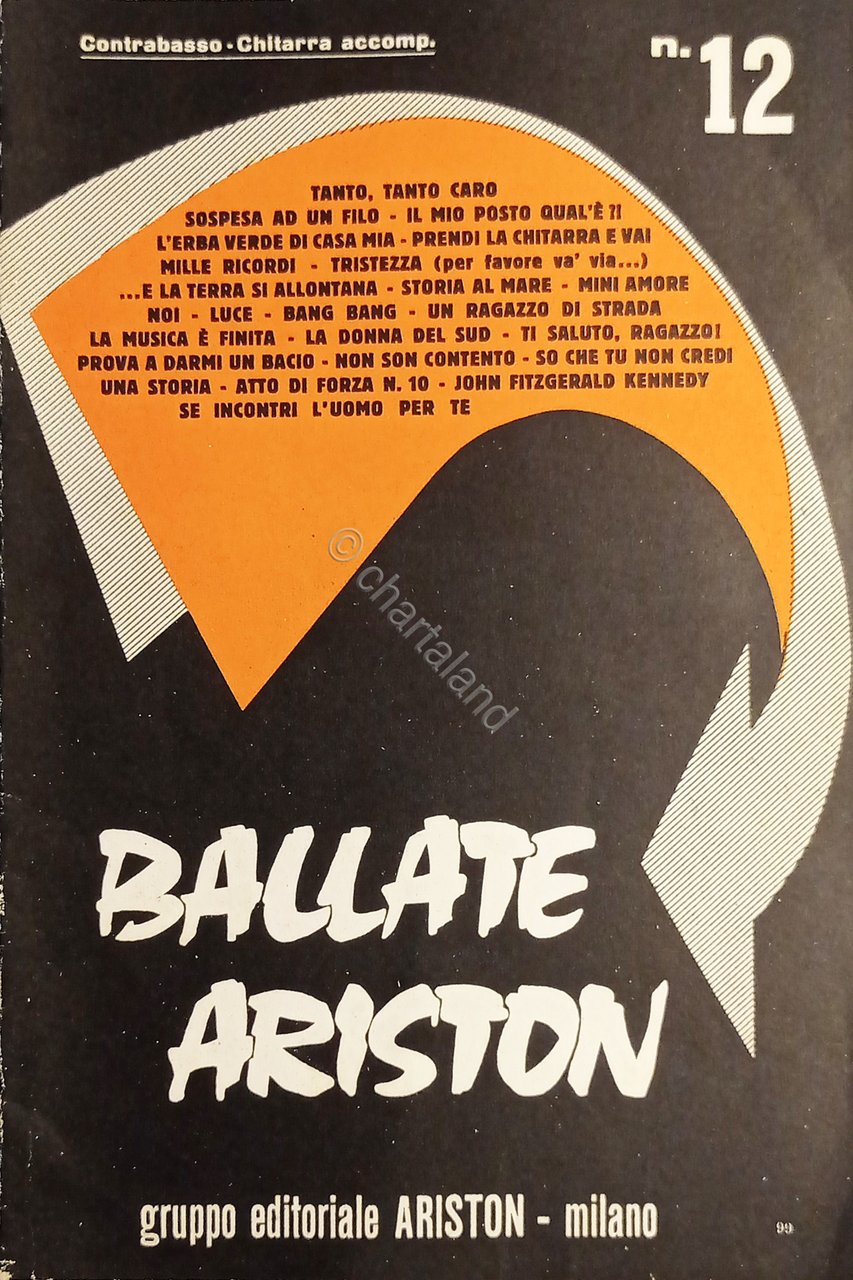 Contrabasso - Chitarra accomp.
n. 12
TANTO, TANTO CARO
SOSPESA AD UN FILO - IL MIO POSTO QUAL'È ?!
L'ERBA VERDE DI CASA MIA - PRENDI LA CHITARRA E VAI
MILLE RICORDI - TRISTEZZA (per favore va' via...)
...E LA TERRA SI ALLONTANA - STORIA AL MARE - MINI AMORE
NOI - LUCE - BANG BANG - UN RAGAZZO DI STRADA
LA MUSICA È FINITA - LA DONNA DEL SUD - TI SALUTO, RAGAZZO!
PROVA A DARMI UN BACIO - NON SON CONTENTO - SO CHE TU NON CREDI
UNA STORIA - ATTO DI FORZA N. 10 - JOHN FITZGERALD KENNEDY
SE INCONTRI L'UOMO PER TE
© chartaland
BALLATE
ARISTON
gruppo editoriale ARISTON - milano
99